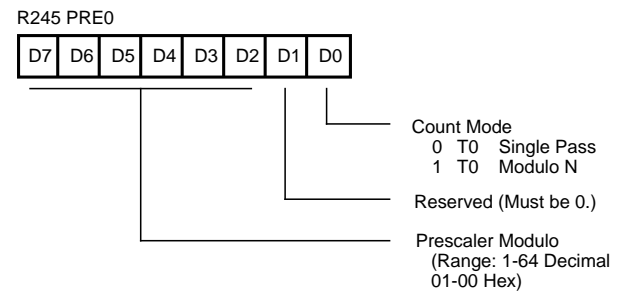 R245 PRE0
D7 D6 D5 D4 D3 D2 D1 D0
Count Mode
0 T0 Single Pass
1 T0 Modulo N
Reserved (Must be 0.)
Prescaler Modulo
(Range: 1-64 Decimal
01-00 Hex)